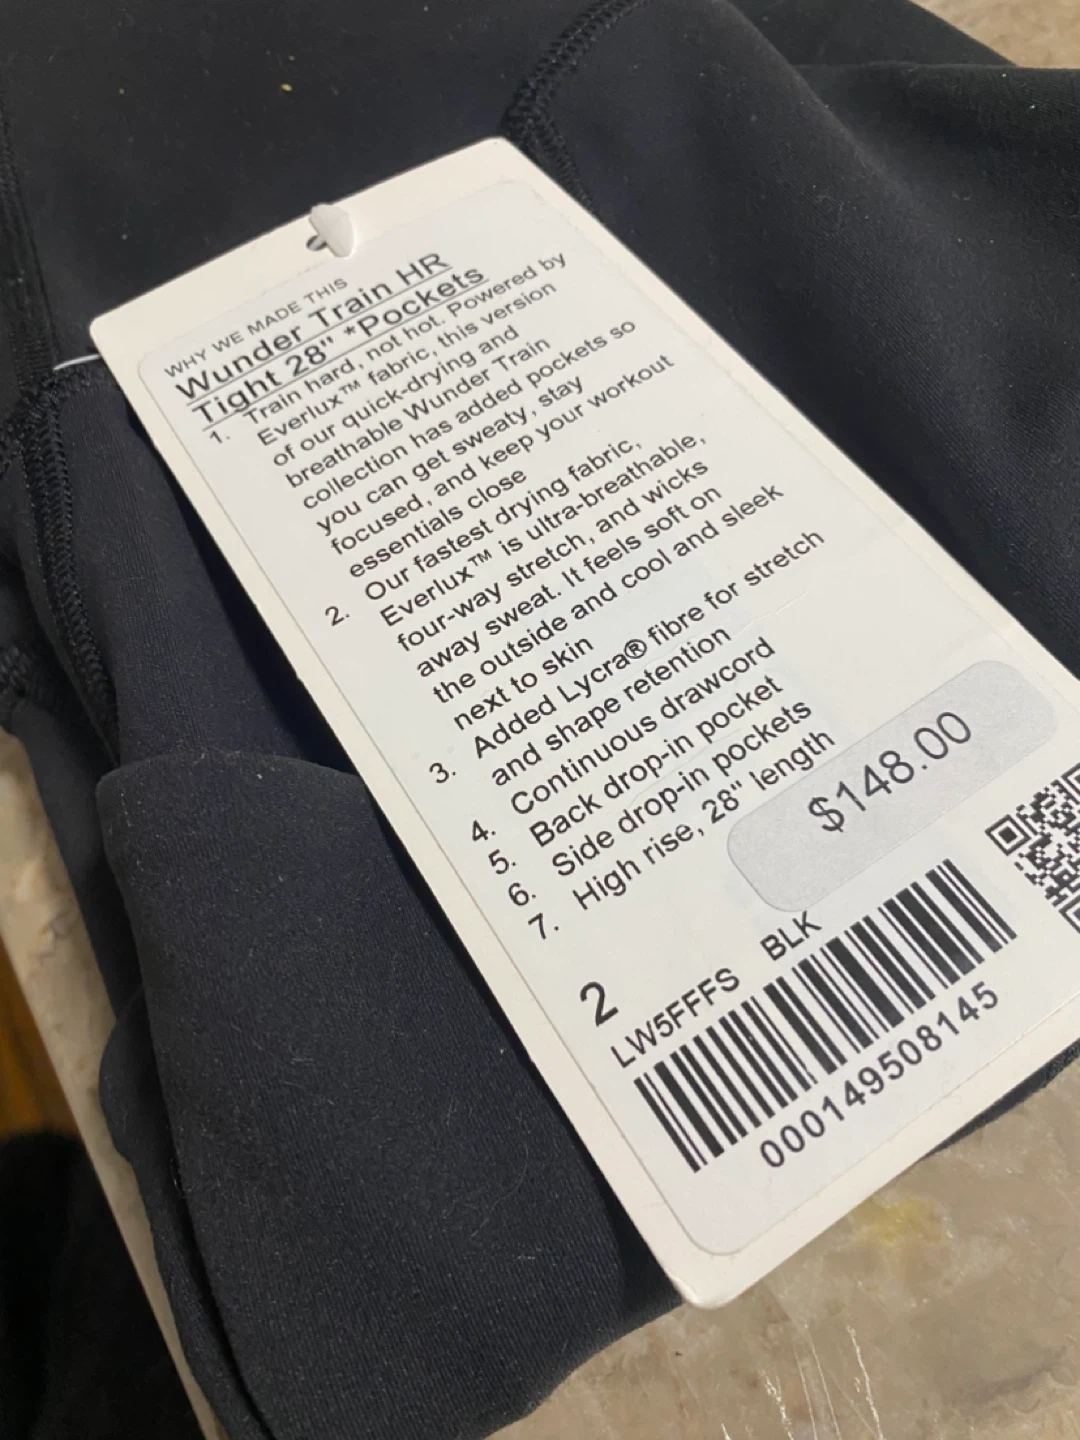 WHY WE MADE THIS
Wunder Train HR
Tight 28" *Pockets
1. Train hard, not hot. Powered by
Everlux™ fabric, this version
of our quick-drying and
breathable Wunder Train
collection has added pockets so
you can get sweaty, stay
focused, and keep your workout
essentials close
2. Our fastest drying fabric,
Everlux™ is ultra-breathable,
four-way stretch, and wicks
away sweat. It feels soft on
the outside and cool and sleek
next to skin
3. Added Lycra® fibre for stretch
and shape retention
4. Continuous drawcord
5. Back drop-in pocket
6. Side drop-in pockets
7. High rise, 28" length
$148.00
2
LW5FFFS BLK
000149508145